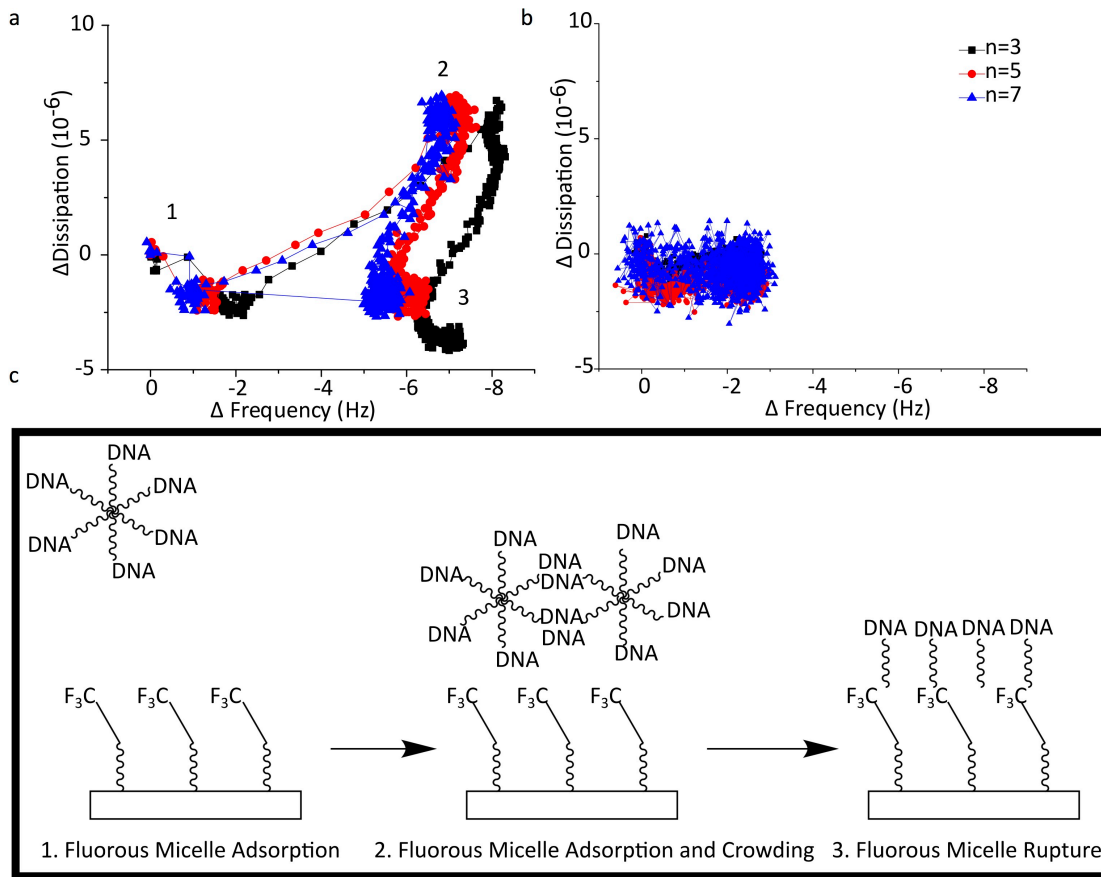 a
b
10
5
0
-5
ΔDissipation (10-6)
1
2
3
0
-2
-4
-6
-8
Δ Frequency (Hz)
10
5
0
-5
Δ Dissipation (10-6)
n=3
n=5
n=7
0
-2
-4
-6
-8
Δ Frequency (Hz)
c
DNA
DNA
DNA
DNA
DNA
DNA
F3C
F3C
F3C
DNA
DNA
DNA
DNA
DNA
DNA
DNA
DNA
DNA
DNA
DNA
DNA
F3C
F3C
F3C
DNA DNA DNA DNA
F3C
F3C
F3C
1. Fluorous Micelle Adsorption
2. Fluorous Micelle Adsorption and Crowding
3. Fluorous Micelle Rupture